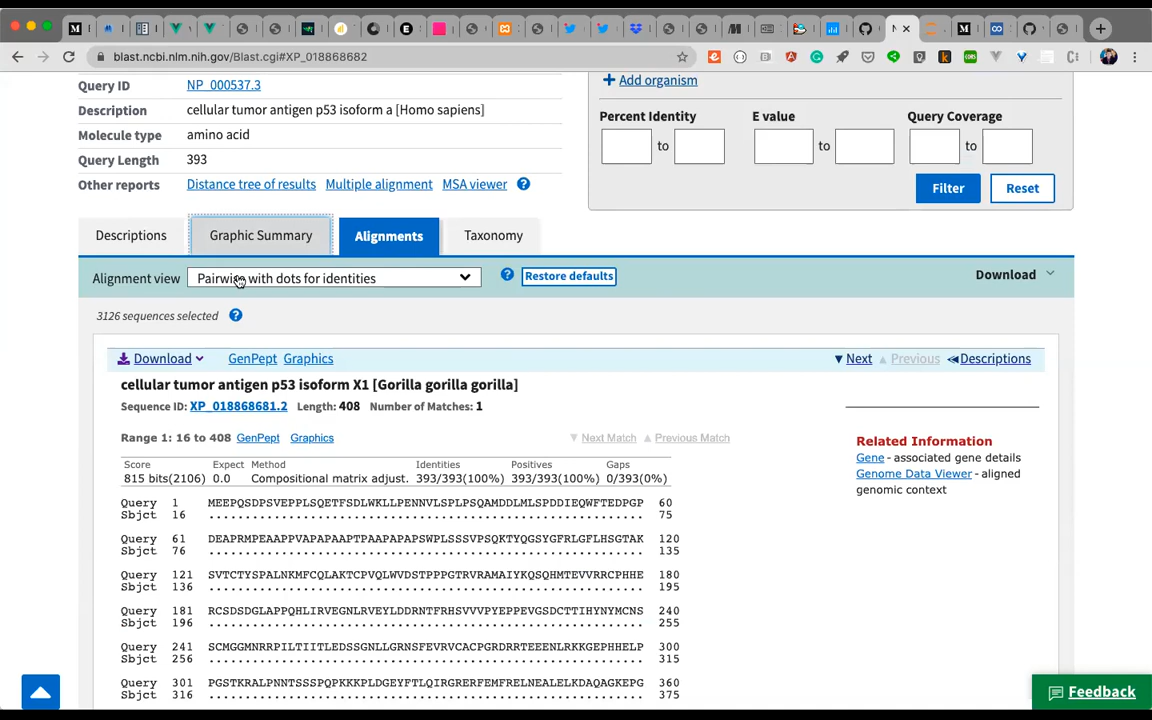 blast.ncbi.nlm.nih.gov/Blast.cgi#XP_018868682
Query ID NP_000537.3
Description cellular tumor antigen p53 isoform a [Homo sapiens]
Molecule type amino acid
Query Length 393
Other reports Distance tree of results Multiple alignment MSA viewer ?
+ Add organism
Percent Identity E value Query Coverage
to to to
Filter Reset
Descriptions Graphic Summary Alignments Taxonomy
Alignment view Pairwise with dots for identities ? Restore defaults Download
3126 sequences selected ?
Download GenPept Graphics Next Previous Descriptions
cellular tumor antigen p53 isoform X1 [Gorilla gorilla gorilla]
Sequence ID: XP_018868681.2 Length: 408 Number of Matches: 1
Range 1: 16 to 408 GenPept Graphics Next Match Previous Match
Score Expect Method Identities Positives Gaps
815 bits(2106) 0.0 Compositional matrix adjust. 393/393(100%) 393/393(100%) 0/393(0%)
Query 1 MEEPQSDPSVEPPLSQETFSDLWKLLPENNVLSPLPSQAMDDLMLSPDDIEQWFTEDPGP 60
Sbjct 16 ............................................................ 75
Query 61 DEAPRMPEAAPPVAPAPAAPTPAAPAPAPSWPLSSSVPSQKTYQGSYGFRLGFLHSGTAK 120
Sbjct 76 ............................................................ 135
Query 121 SVTCTYSPALNKMFCQLAKTCPVQLWVDSTPPPGTRVRAMAIYKQSQHMTEVVRRCPHHE 180
Sbjct 136 ............................................................ 195
Query 181 RCSDSDGLAPPQHLIRVEGNLRVEYLDDRNTFRHSVVVPYEPPEVGSDCTTIHYNYMCNS 240
Sbjct 196 ............................................................ 255
Query 241 SCMGGMNRRPILTIITLEDSSGNLLGRNSFEVRVCACPGRDRRTEEENLRKKGEPHHELP 300
Sbjct 256 ............................................................ 315
Query 301 PGSTKRALPNNTSSSPQPKKKPLDGEYFTLQIRGRERFEMFRELNEALELKDAQAGKEPG 360
Sbjct 316 ............................................................ 375
Related Information
Gene - associated gene details
Genome Data Viewer - aligned
genomic context
Feedback